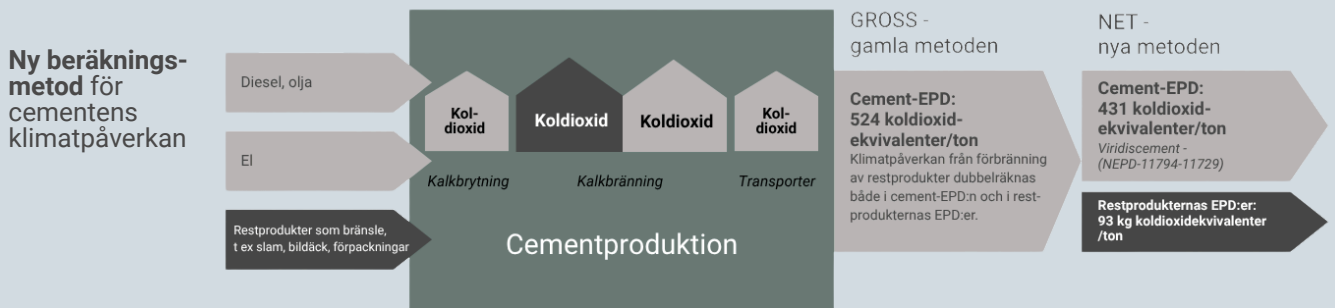 Ny beräknings-
metod för
cementens
klimatpåverkan
Diesel, olja
El
Restprodukter som bränsle,
t ex slam, bildäck, förpackningar
Kol-
dioxid
Koldioxid
Koldioxid
Kol-
dioxid
Kalkbrytning
Kalkbränning
Transporter
Cementproduktion
GROSS -
gamla metoden
Cement-EPD:
524 koldioxid-
ekvivalenter/ton
Klimatpåverkan från förbränning
av restprodukter dubbelräknas
både i cement-EPD:n och i rest-
produkternas EPD:er.
NET -
nya metoden
Cement-EPD:
431 koldioxid-
ekvivalenter/ton
Viridiscement -
(NEPD-11794-11729)
Restprodukternas EPD:er:
93 kg koldioxidekvivalenter
/ton